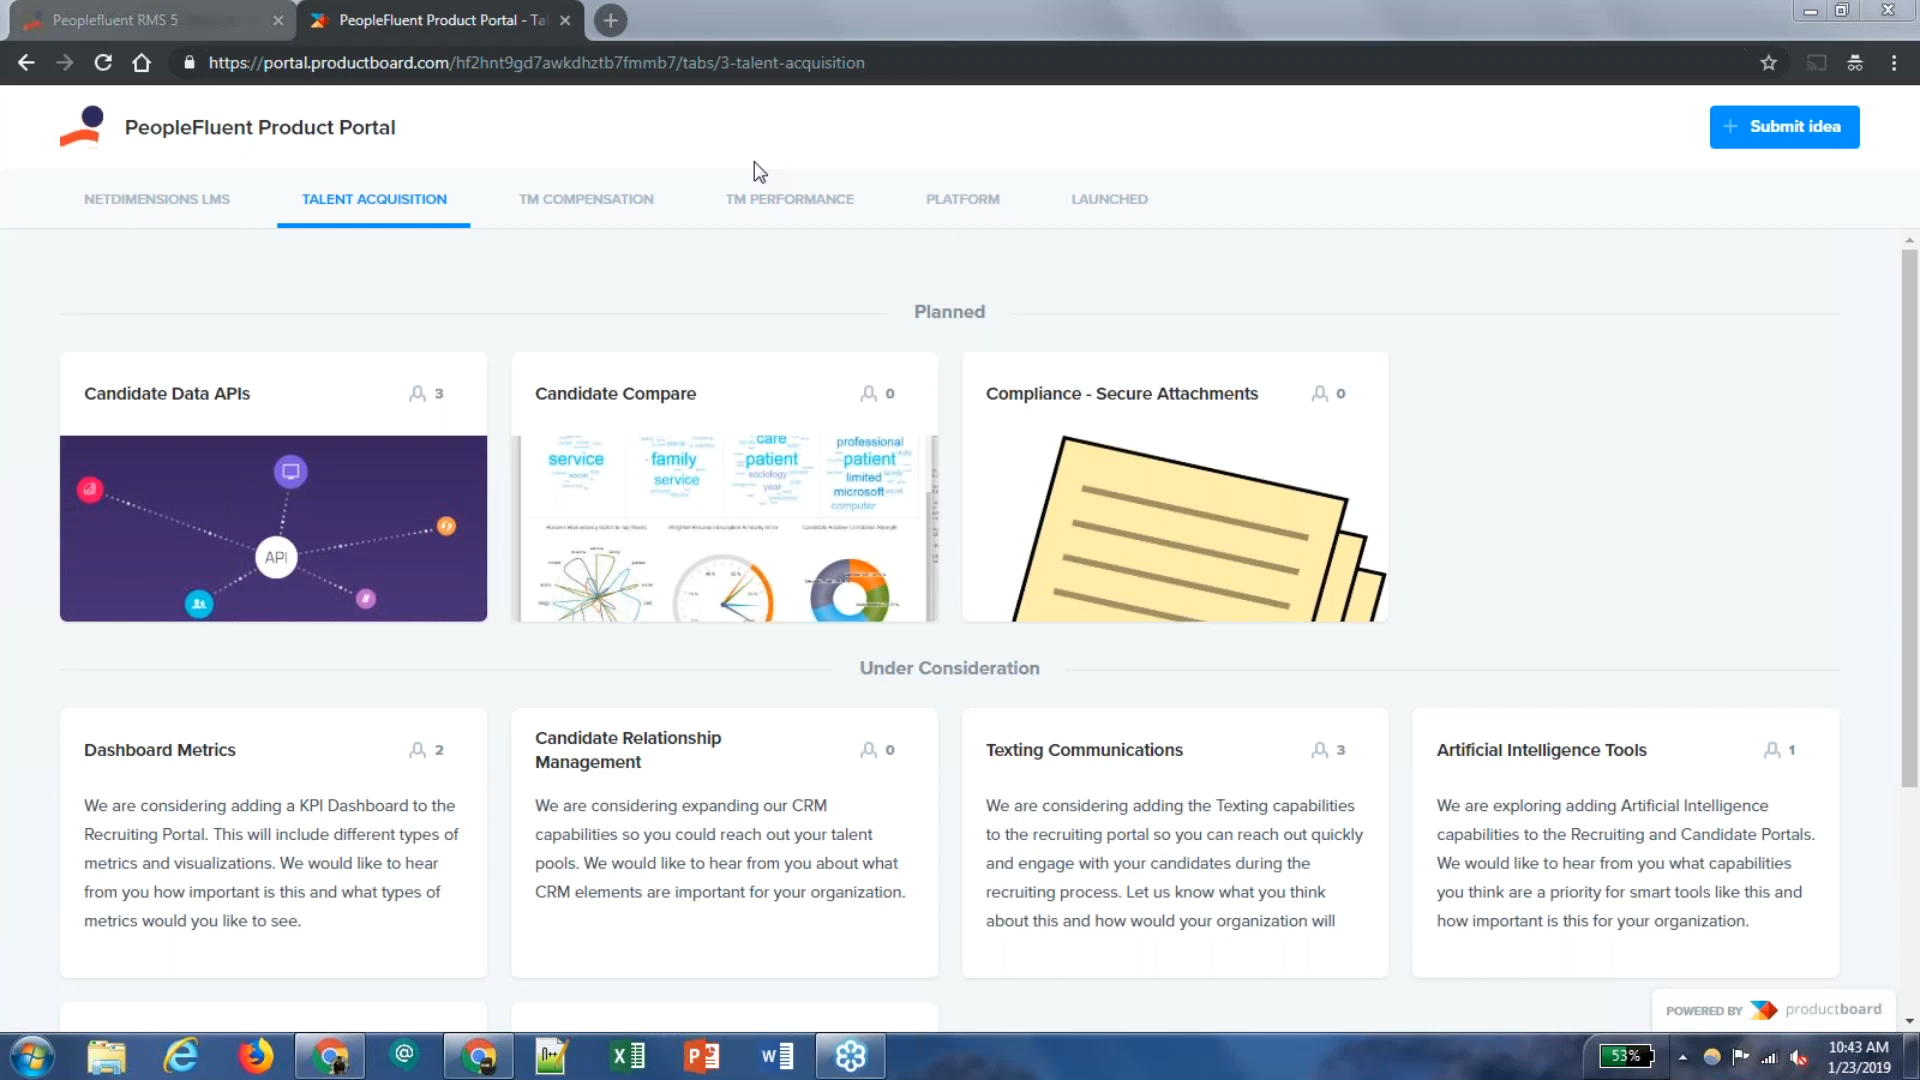 Peoplefluent RMS 5
PeopleFluent Product Portal - Tal
https://portal.productboard.com/hf2hnt9gd7awkdhztb7fmmb7/tabs/3-talent-acquisition
PeopleFluent Product Portal
+ Submit idea
NETDIMENSIONS LMS
TALENT ACQUISITION
TM COMPENSATION
TM PERFORMANCE
PLATFORM
LAUNCHED
Planned
Candidate Data APIs
3
Candidate Compare
0
Compliance - Secure Attachments
0
API
service
family
service
care
patient
sociology
year
professional
patient
limited
microsoft
computer
Under Consideration
Dashboard Metrics
2
We are considering adding a KPI Dashboard to the
Recruiting Portal. This will include different types of
metrics and visualizations. We would like to hear
from you how important is this and what types of
metrics would you like to see.
Candidate Relationship
Management
0
We are considering expanding our CRM
capabilities so you could reach out your talent
pools. We would like to hear from you about what
CRM elements are important for your organization.
Texting Communications
3
We are considering adding the Texting capabilities
to the recruiting portal so you can reach out quickly
and engage with your candidates during the
recruiting process. Let us know what you think
about this and how would your organization will
Artificial Intelligence Tools
1
We are exploring adding Artificial Intelligence
capabilities to the Recruiting and Candidate Portals.
We would like to hear from you what capabilities
you think are a priority for smart tools like this and
how important is this for your organization.
POWERED BY productboard
53%
10:43 AM
1/23/2019